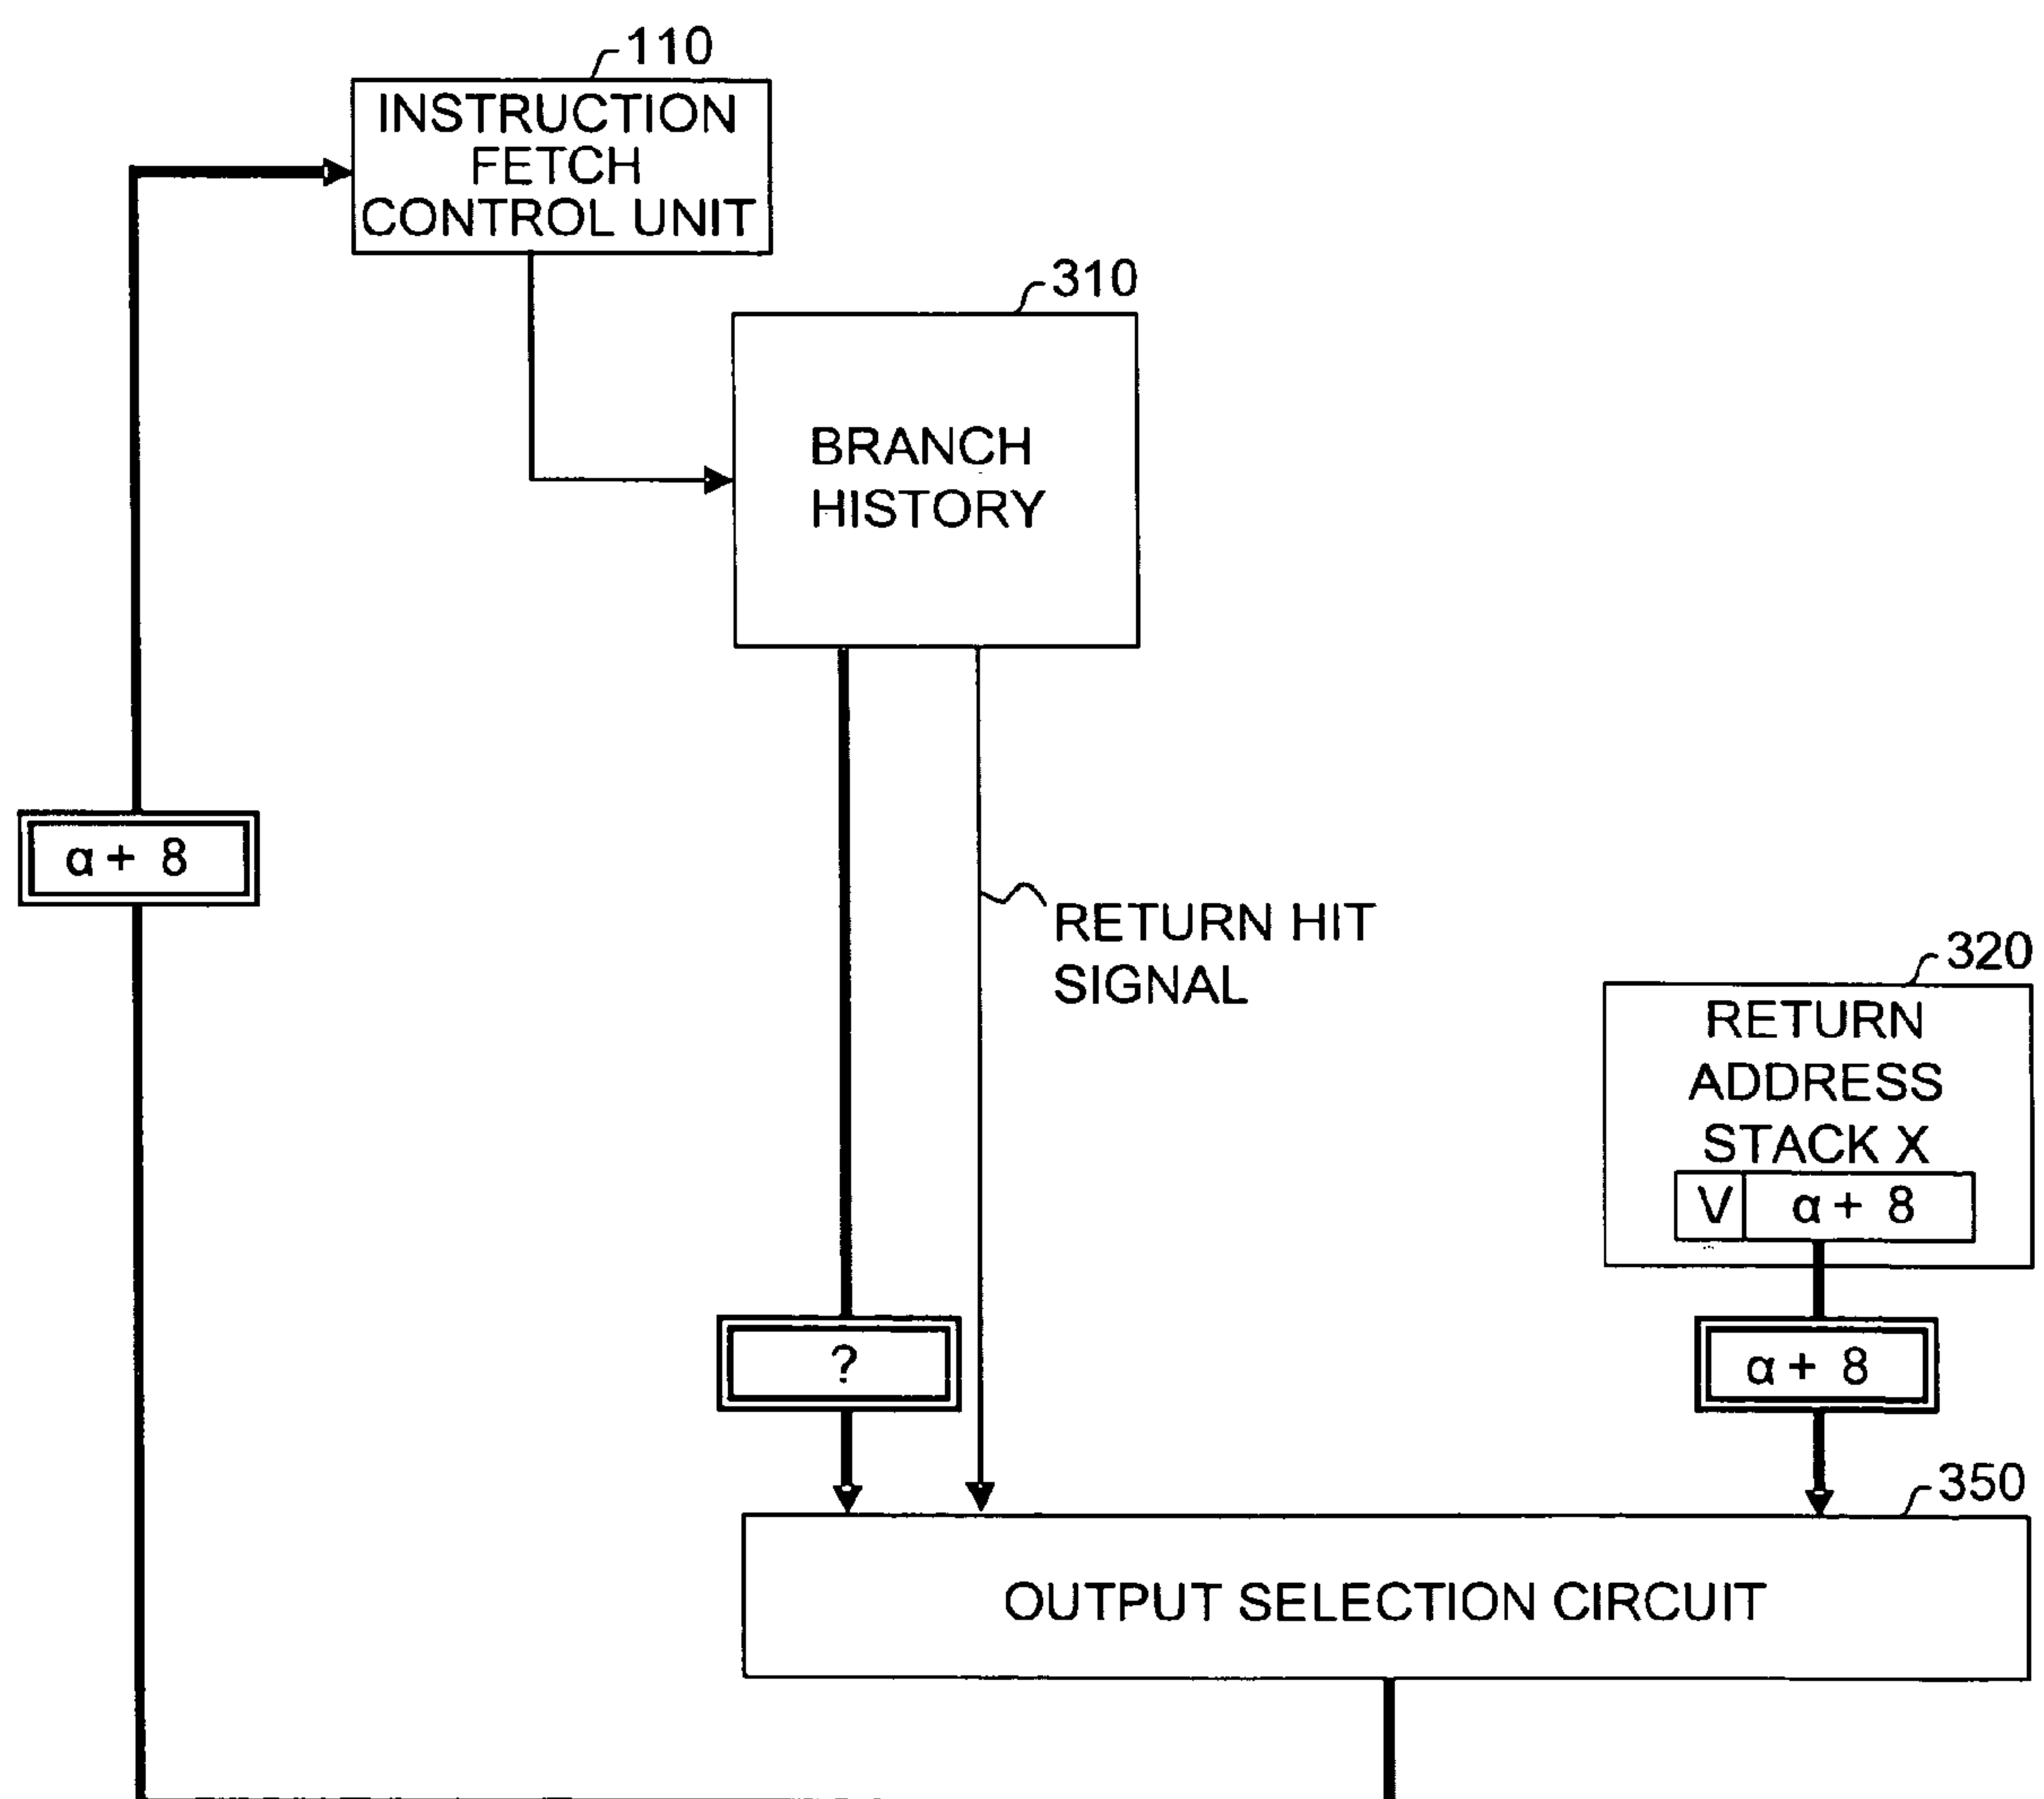 110
INSTRUCTION
FETCH
CONTROL UNIT
310
BRANCH
HISTORY
α + 8
RETURN HIT
SIGNAL
320
RETURN
ADDRESS
STACK X
V α + 8
?
α + 8
350
OUTPUT SELECTION CIRCUIT